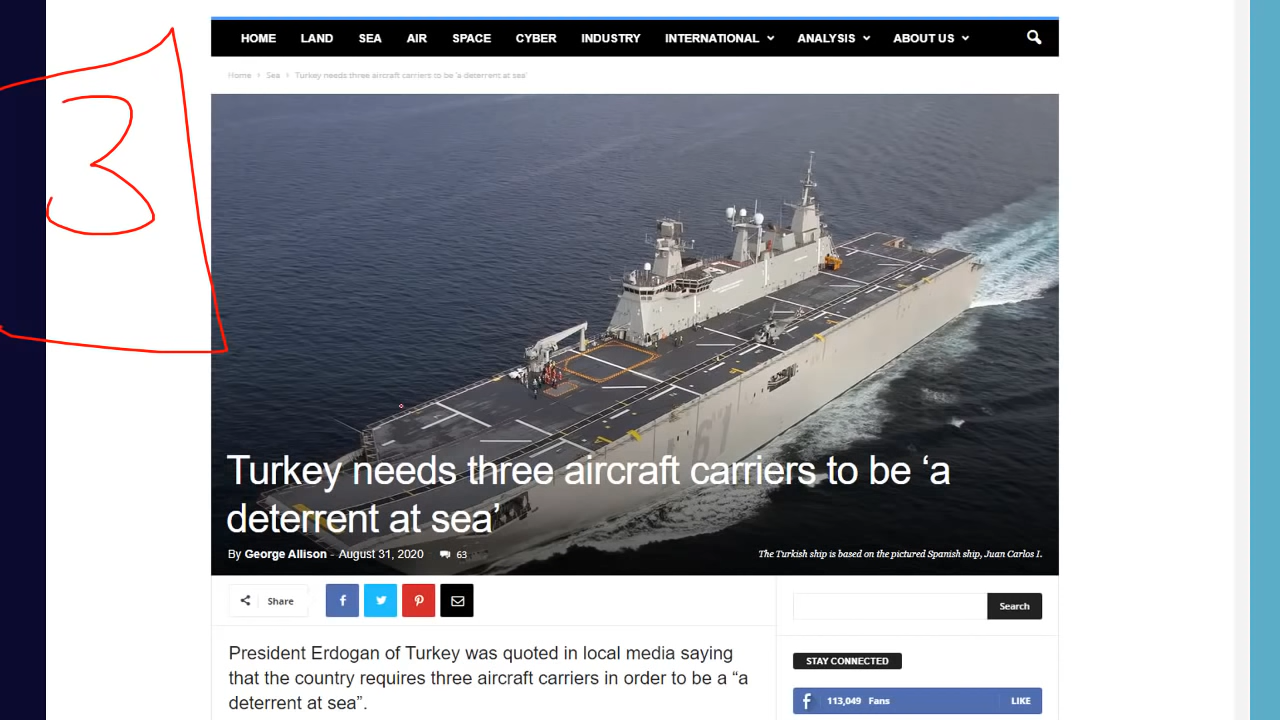 3
HOME LAND SEA AIR SPACE CYBER INDUSTRY INTERNATIONAL ANALYSIS ABOUT US
Home > Sea > Turkey needs three aircraft carriers to be 'a deterrent at sea'
Turkey needs three aircraft carriers to be ‘a
deterrent at sea’
By George Allison - August 31, 2020 63
The Turkish ship is based on the pictured Spanish ship, Juan Carlos I.
Share
Search
President Erdogan of Turkey was quoted in local media saying
that the country requires three aircraft carriers in order to be a “a
deterrent at sea”.
STAY CONNECTED
f 113,049 Fans LIKE